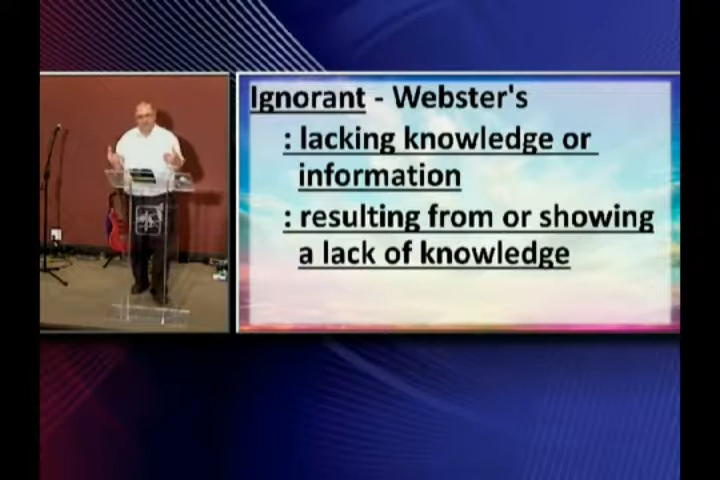 Ignorant - Webster's
: lacking knowledge or
information
: resulting from or showing
a lack of knowledge